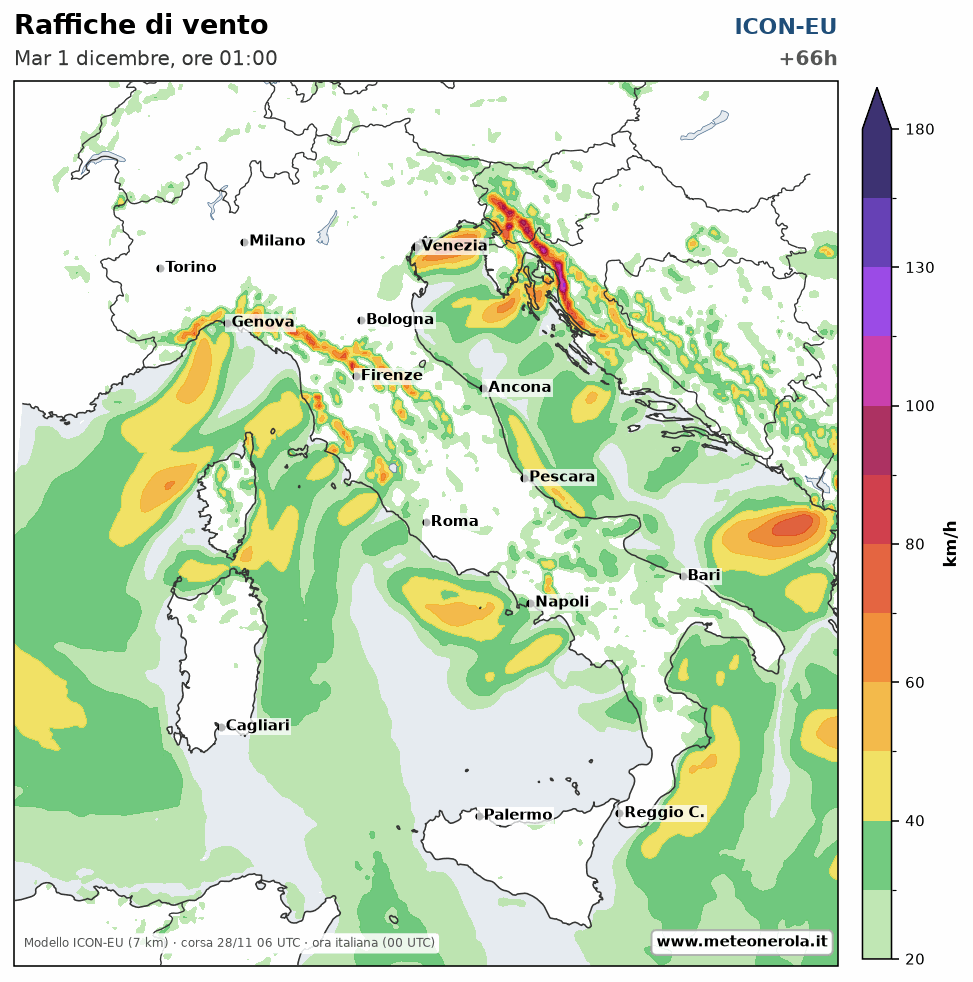 Raffiche di vento
ICON-EU
Mar 1 dicembre, ore 01:00
+66h
180
130
100
80
60
40
20
km/h
Milano
Torino
Venezia
Genova
Bologna
Firenze
Ancona
Pescara
Roma
Bari
Napoli
Cagliari
Palermo
Reggio C.
Modello ICON-EU (7 km) · corsa 28/11 06 UTC · ora italiana (00 UTC)
www.meteonerola.it